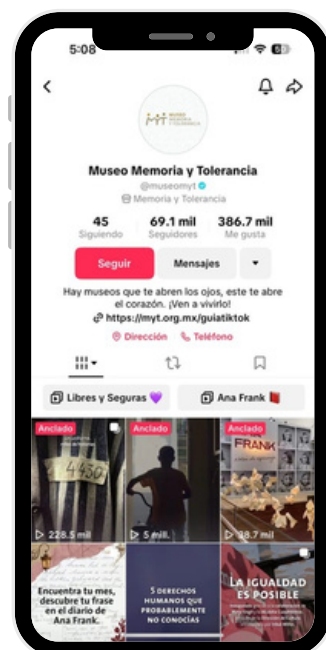 5:08
MUSEO
MEMORIA
Y TOLERANCIA
Museo Memoria y Tolerancia
@museomyt
Memoria y Tolerancia
45
Siguiendo
69.1 mil
Seguidores
386.7 mil
Me gusta
Seguir
Mensajes
Hay museos que te abren los ojos, este te abre
el corazón. ¡Ven a vivirlo!
https://myt.org.mx/guiatiktok
Dirección
Teléfono
Libres y Seguras
Ana Frank
Anclado
4430
228.5 mil
Anclado
5 mill.
Anclado
FRANK
38.7 mil
Encuentra tu mes,
descubre tu frase
en el diario de
Ana Frank.
5 DERECHOS
HUMANOS QUE
PROBABLEMENTE
NO CONOCÍAS
LA IGUALDAD
ES POSIBLE